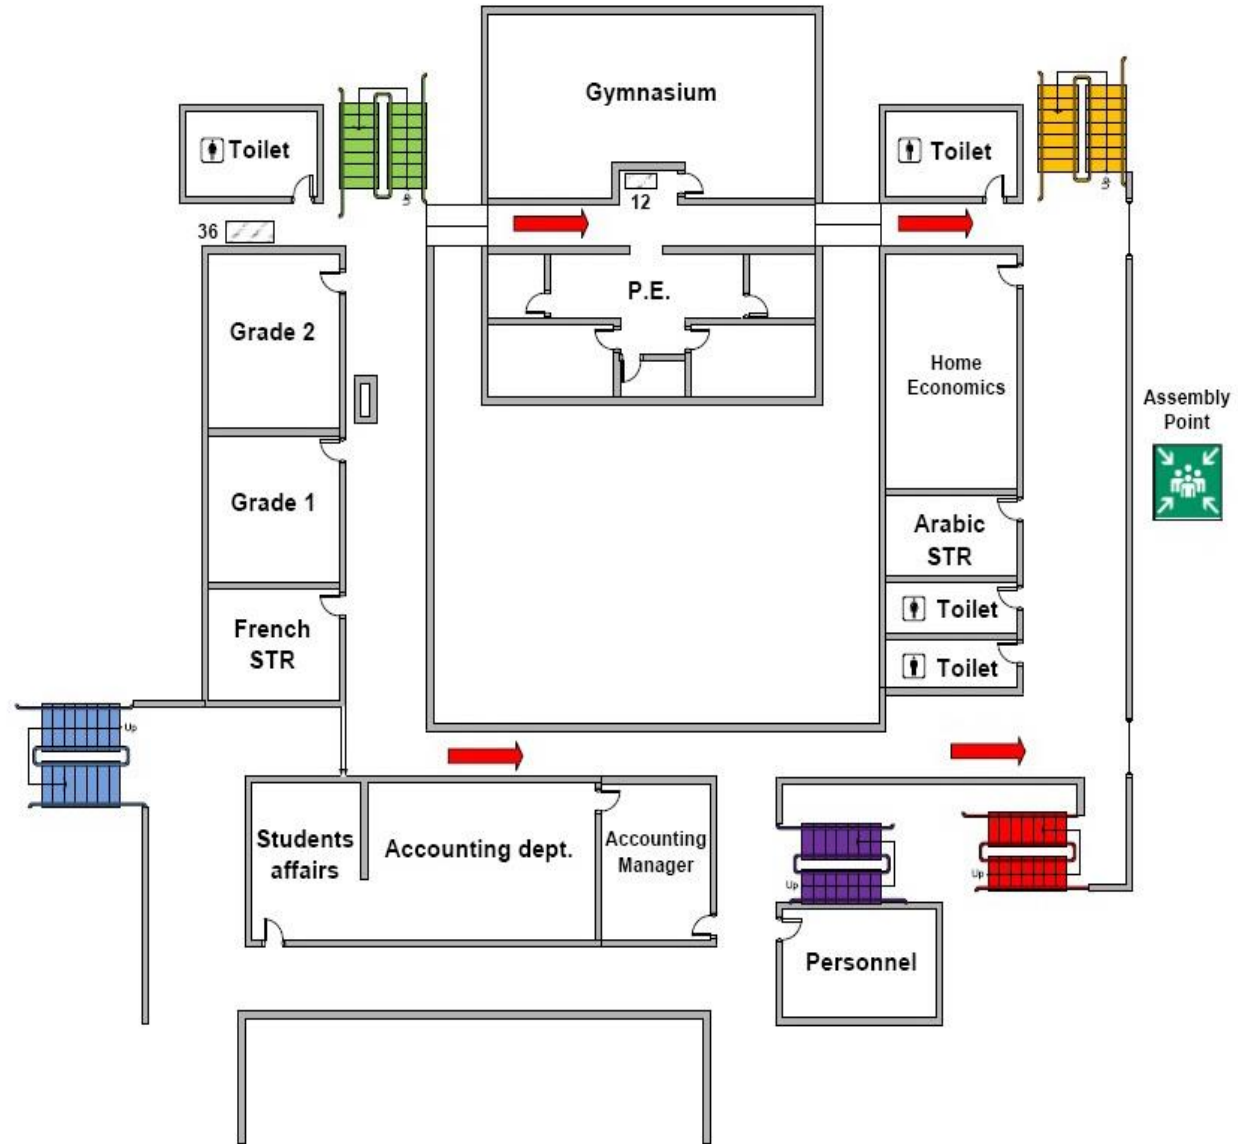 Gymnasium
Toilet
Toilet
12
36
P.E.
Grade 2
Home
Economics
Assembly
Point
Grade 1
Arabic
STR
Toilet
French
STR
Toilet
Up
Students
affairs
Accounting dept.
Accounting
Manager
Up
Up
Personnel